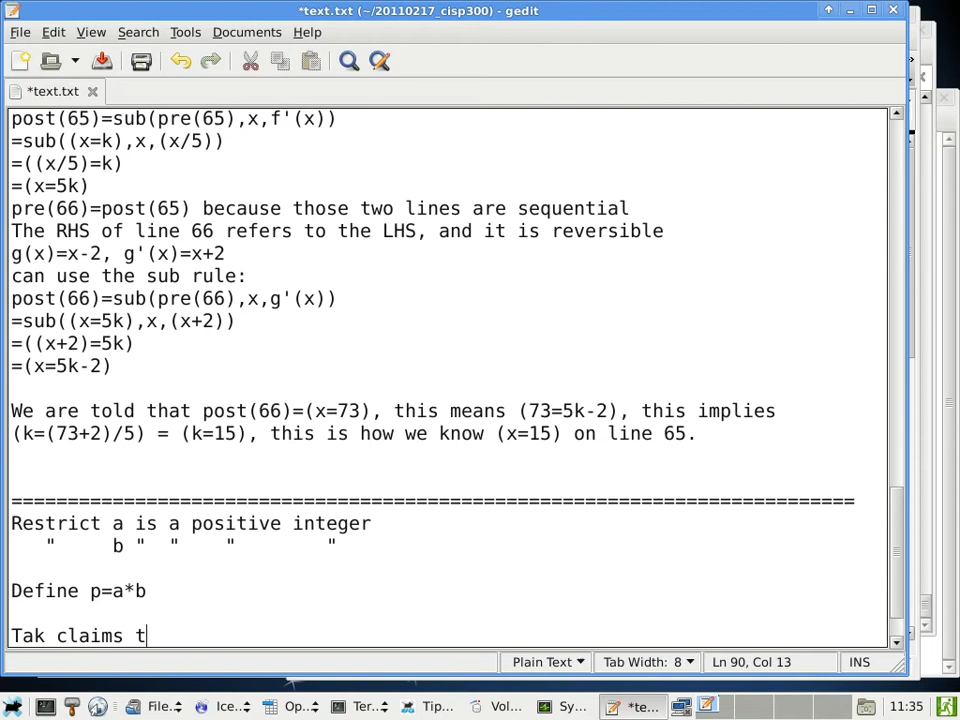 *text.txt (~/20110217_cisp300) - gedit
File Edit View Search Tools Documents Help
*text.txt
post(65)=sub(pre(65),x,f'(x))
=sub((x=k),x,(x/5))
=((x/5)=k)
=(x=5k)
pre(66)=post(65) because those two lines are sequential
The RHS of line 66 refers to the LHS, and it is reversible
g(x)=x-2, g'(x)=x+2
can use the sub rule:
post(66)=sub(pre(66),x,g'(x))
=sub((x=5k),x,(x+2))
=((x+2)=5k)
=(x=5k-2)
We are told that post(66)=(x=73), this means (73=5k-2), this implies
(k=(73+2)/5) = (k=15), this is how we know (x=15) on line 65.
===========================================================================
Restrict a is a positive integer
" b " " " "
Define p=a*b
Tak claims t
Plain Text Tab Width: 8 Ln 90, Col 13 INS
File. Ice... Op... Ter... Tip... Vol... Sy... *te... 11:35